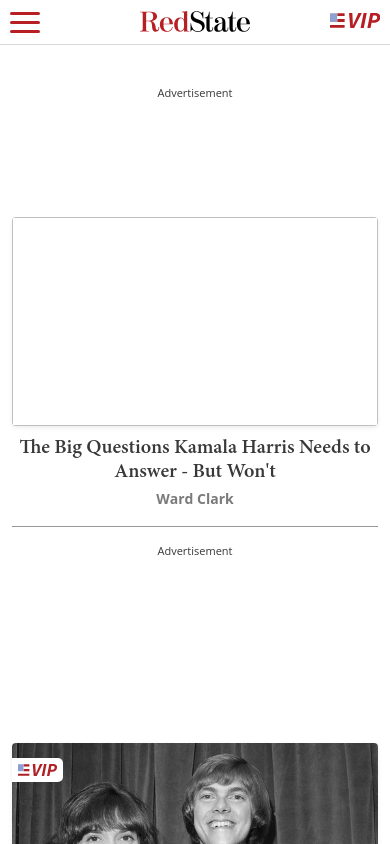 RedState
VIP
Advertisement
The Big Questions Kamala Harris Needs to
Answer - But Won't
Ward Clark
Advertisement
VIP